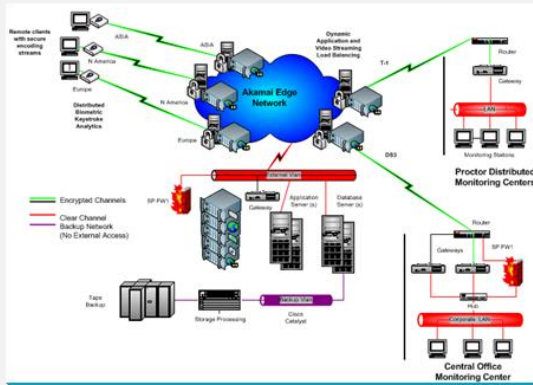 Remote clients
with secure
encoding
streams
ASIA
N America
Europe
Distributed
Biometric
Keystroke
Analytics
ASIA
N America
Europe
Akamai Edge
Network
Dynamic
Application and
Video Streaming
Load Balancing
T-1
DS3
Router
Gateway
LAN
Monitoring Stations
Proctor Distributed
Monitoring Centers
External Vlan
SP FW1
Gateway
Application
Server (s)
Database
Server (s)
Encrypted Channels
Clear Channel
Backup Network
(No External Access)
Tape
Backup
Storage Processing
Backup Vlan
Cisco
Catalyst
Router
Gateways
SP FW1
Hub
Corporate LAN
Central Office
Monitoring Center